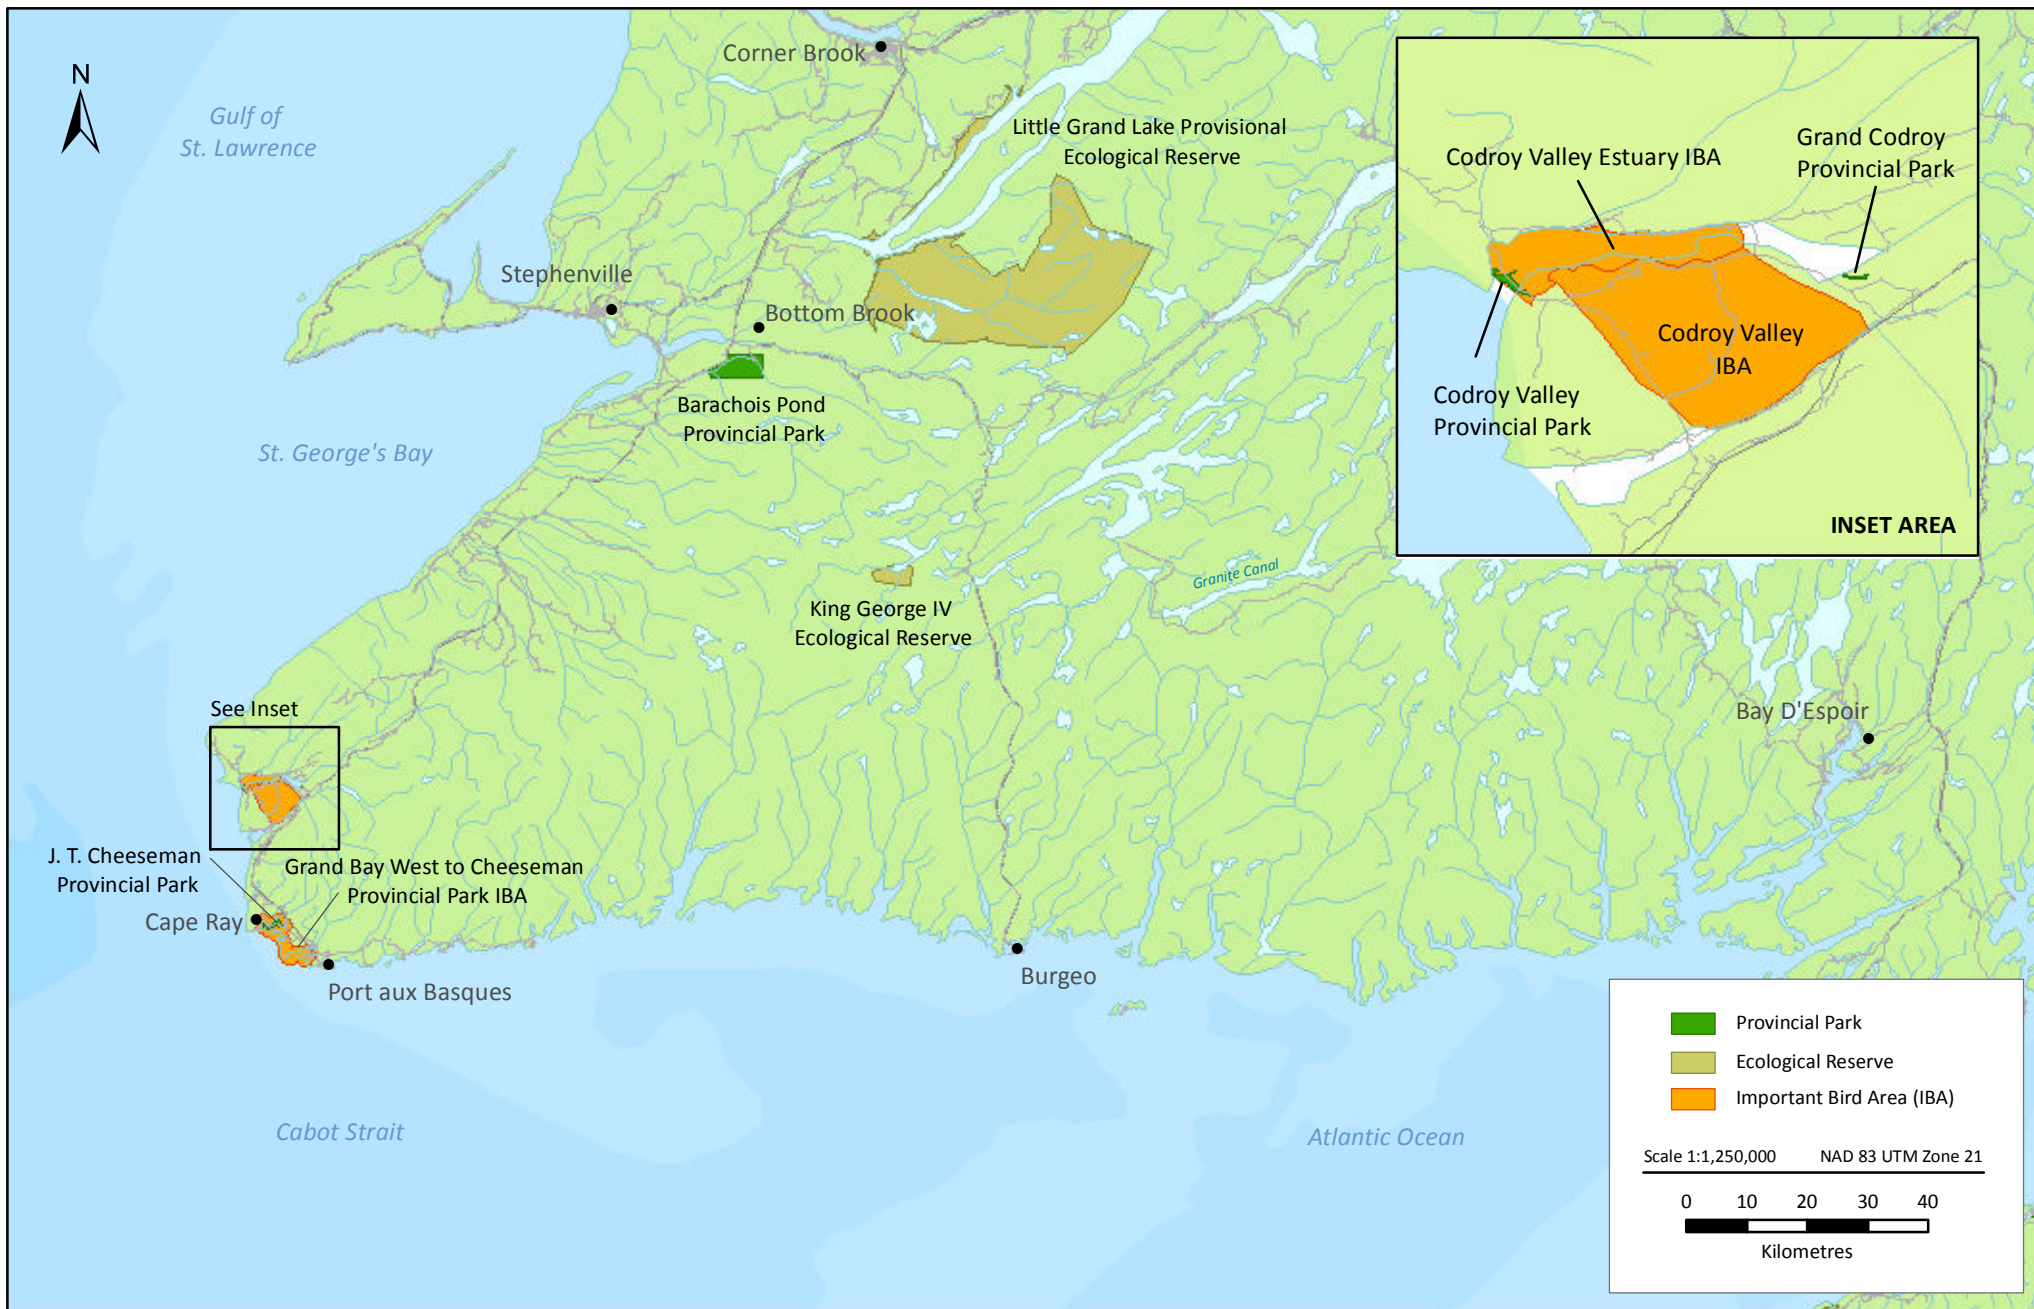 N
Gulf of
St. Lawrence
Corner Brook
Little Grand Lake Provisional
Ecological Reserve
Stephenville
Bottom Brook
Barachois Pond
Provincial Park
St. George's Bay
King George IV
Ecological Reserve
Granite Canal
See Inset
J. T. Cheeseman
Provincial Park
Grand Bay West to Cheeseman
Provincial Park IBA
Cape Ray
Port aux Basques
Burgeo
Bay D'Espoir
Cabot Strait
Atlantic Ocean
Codroy Valley Estuary IBA
Grand Codroy
Provincial Park
Codroy Valley
IBA
Codroy Valley
Provincial Park
INSET AREA
Provincial Park
Ecological Reserve
Important Bird Area (IBA)
Scale 1:1,250,000 NAD 83 UTM Zone 21
0 10 20 30 40
Kilometres